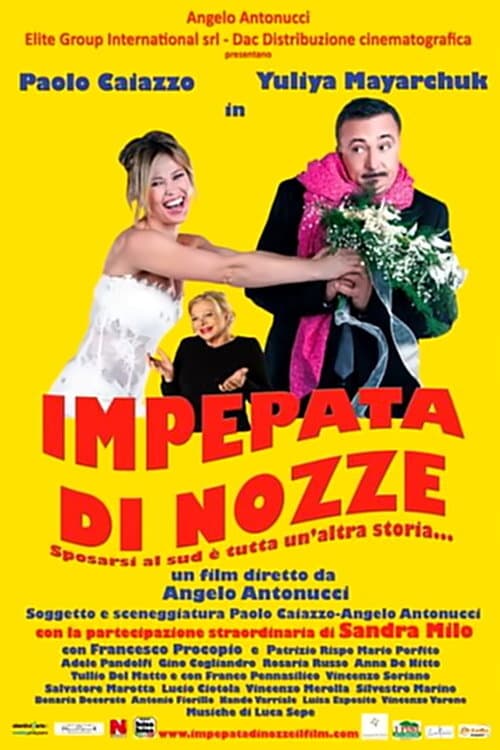 Angelo Antonucci
Elite Group International srl - Dac Distribuzione cinematografica
presentano
Paolo Caiazzo
Yuliya Mayarchuk
in
IMPEPATA
DI NOZZE
Sposarsi al sud è tutta un'altra storia...
un film diretto da
Angelo Antonucci
Soggetto e sceneggiatura Paolo Caiazzo-Angelo Antonucci
con la partecipazione straordinaria di Sandra Milo
con Francesco Procopio e Patrizio Rispo Mario Porfito
Adele Pandolfi Gino Cogliandro Rosaria Russo Anna De Nitto
Tullio Del Matto e con Franco Pennasilico Vincenzo Soriano
Salvatore Marotta Lucio Ciotola Vincenzo Merolla Silvestro Marino
Antonio Fiorillo Nando Varriale Luisa Esposito Vincenzo Varone
Musiche di Luca Sepe
www.impepatadinozzeilfilm.com